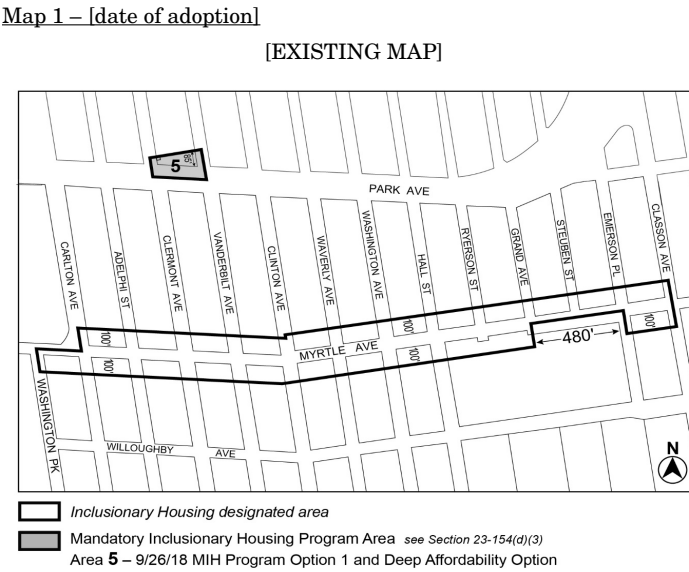 Map 1 – [date of adoption]
[EXISTING MAP]
5
85'
PARK AVE
CARLTON AVE
ADELPHI ST
CLERMONT AVE
VANDERBILT AVE
CLINTON AVE
WAVERLY AVE
WASHINGTON AVE
HALL ST
RYERSON ST
GRAND AVE
STEUBEN ST
EMERSON PL
CLASSON AVE
100'
100'
100'
100'
100'
MYRTLE AVE
480'
WASHINGTON PK
WILLOUGHBY AVE
N
Inclusionary Housing designated area
Mandatory Inclusionary Housing Program Area see Section 23-154(d)(3)
Area 5 – 9/26/18 MIH Program Option 1 and Deep Affordability Option